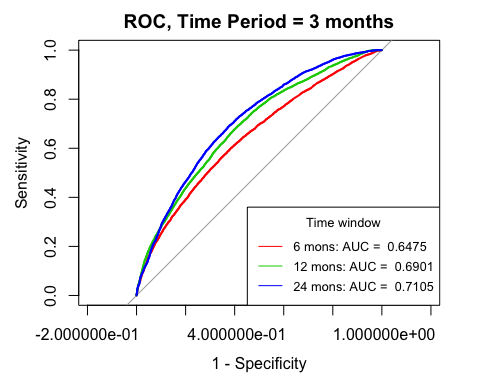 ROC, Time Period = 3 months
Sensitivity
1.0
0.8
0.6
0.4
0.2
0.0
Time window
6 mons: AUC = 0.6475
12 mons: AUC = 0.6901
24 mons: AUC = 0.7105
-2.000000e-01 4.000000e-01 1.000000e+00
1 - Specificity